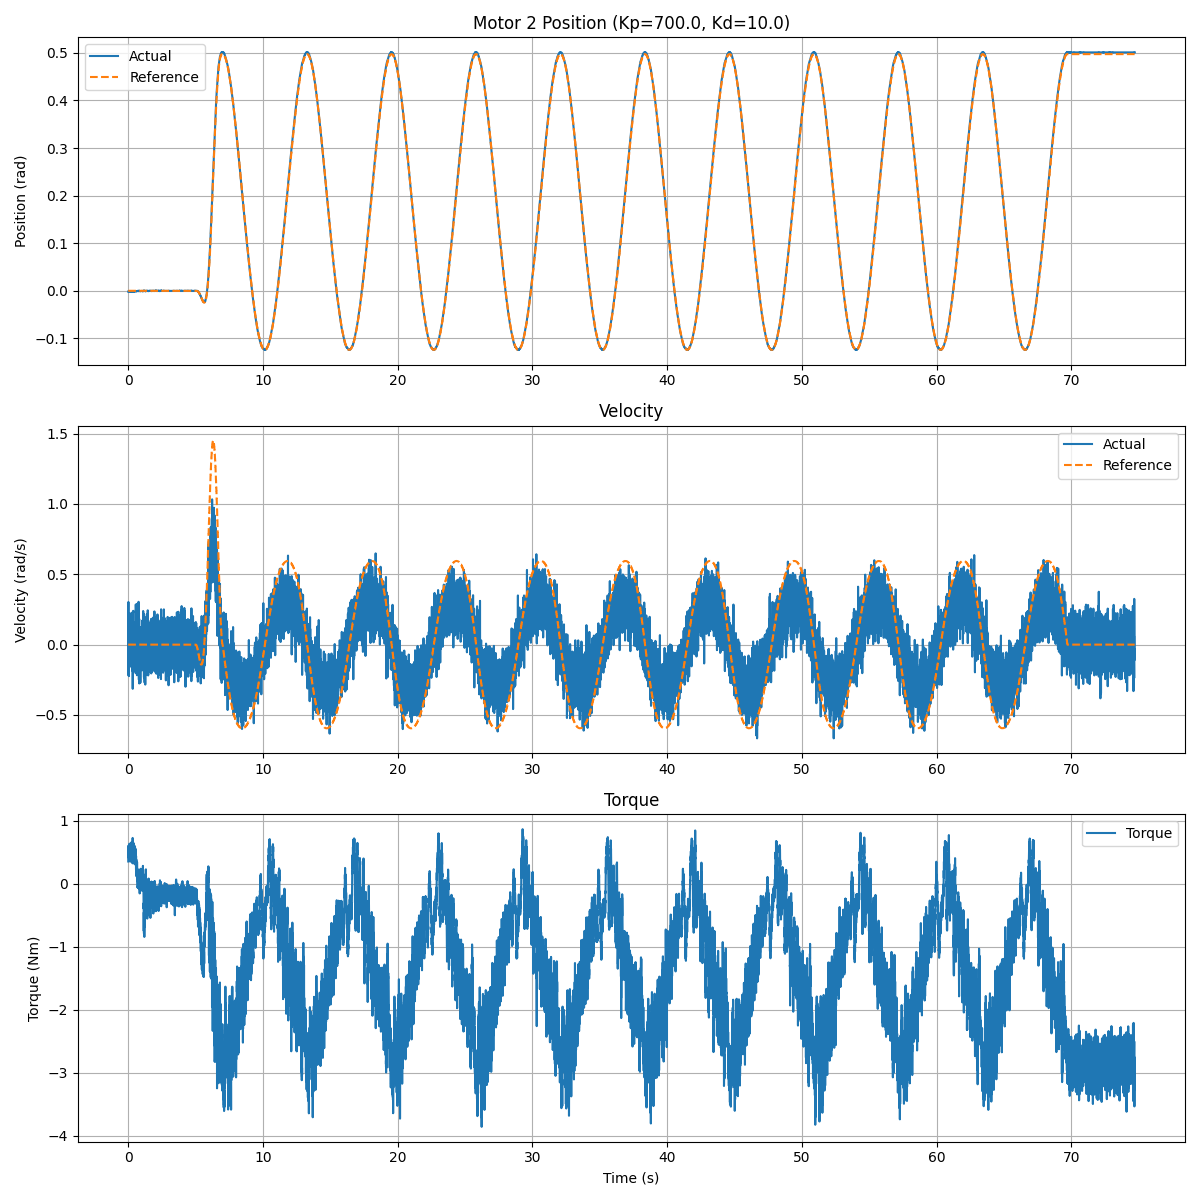 Motor 2 Position (Kp=700.0, Kd=10.0)
Actual
Reference
Position (rad)
0.5
0.4
0.3
0.2
0.1
0.0
−0.1
0 10 20 30 40 50 60 70
Velocity
Actual
Reference
Velocity (rad/s)
1.5
1.0
0.5
0.0
−0.5
0 10 20 30 40 50 60 70
Torque
Torque
Torque (Nm)
1
0
−1
−2
−3
−4
0 10 20 30 40 50 60 70
Time (s)